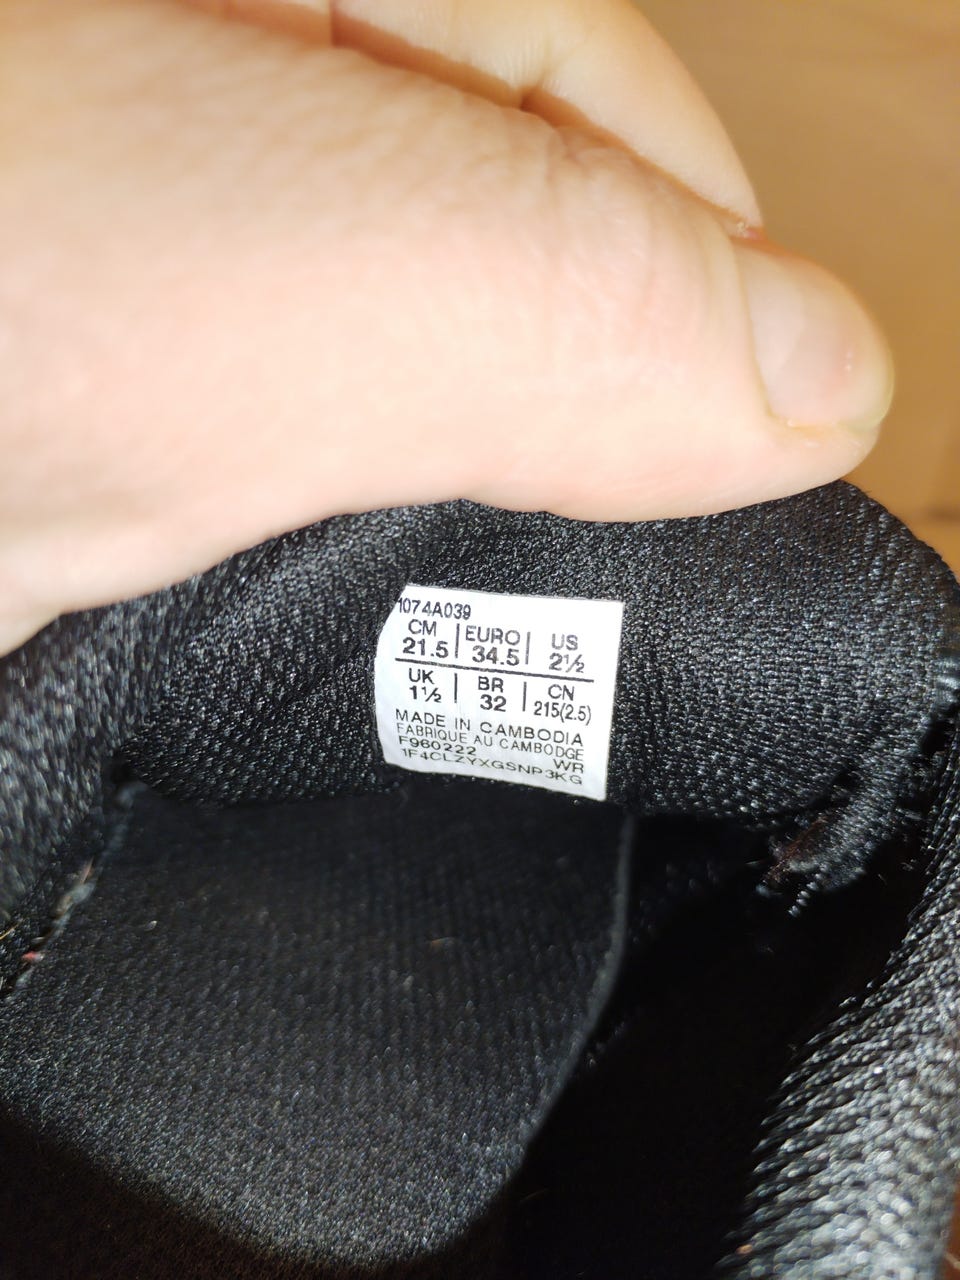 1074A039
CM | EURO | US
21.5 | 34.5 | 2½
UK | BR | CN
1½ | 32 | 215(2.5)
MADE IN CAMBODIA
FABRIQUE AU CAMBODGE
F960222 WR
1F4CLZYXGSNP3KG